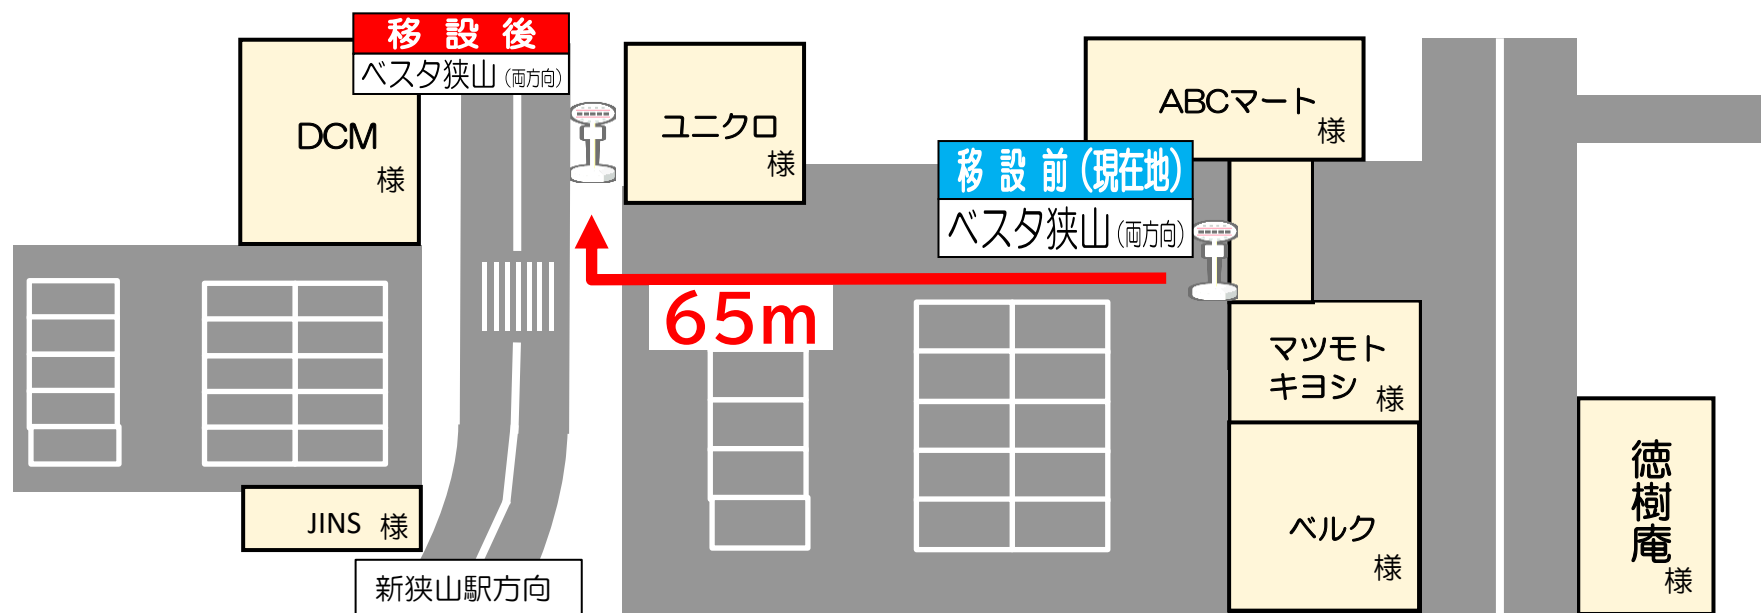 移設後
ベスタ狭山(両方向)
DCM
様
ユニクロ
様
ABCマート
様
移設前(現在地)
ベスタ狭山(両方向)
65m
マツモト
キヨシ 様
ベルク
様
徳樹庵
様
JINS 様
新狭山駅方向